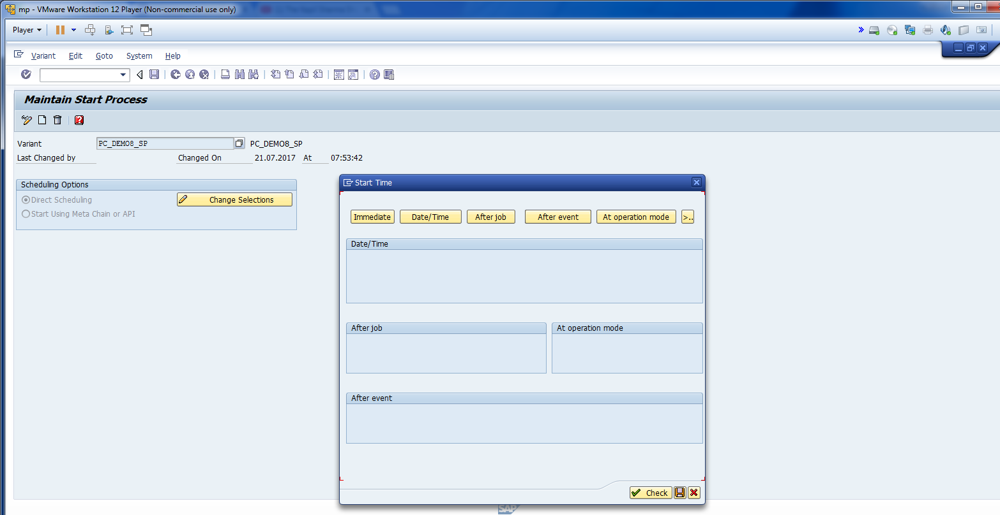 mp - VMware Workstation 12 Player (Non-commercial use only)
Player
Variant Edit Goto System Help
Maintain Start Process
Variant PC_DEMO8_SP PC_DEMO8_SP
Last Changed by Changed On 21.07.2017 At 07:53:42
Scheduling Options
Direct Scheduling Change Selections
Start Using Meta Chain or API
Start Time
Immediate Date/Time After job After event At operation mode >..
Date/Time
After job At operation mode
After event
Check
SAP